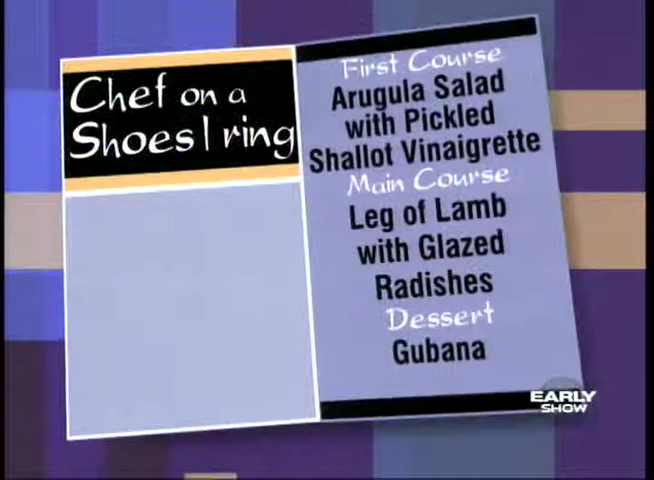 Chef on a
Shoestring
First Course
Arugula Salad
with Pickled
Shallot Vinaigrette
Main Course
Leg of Lamb
with Glazed
Radishes
Dessert
Gubana
EARLY
SHOW